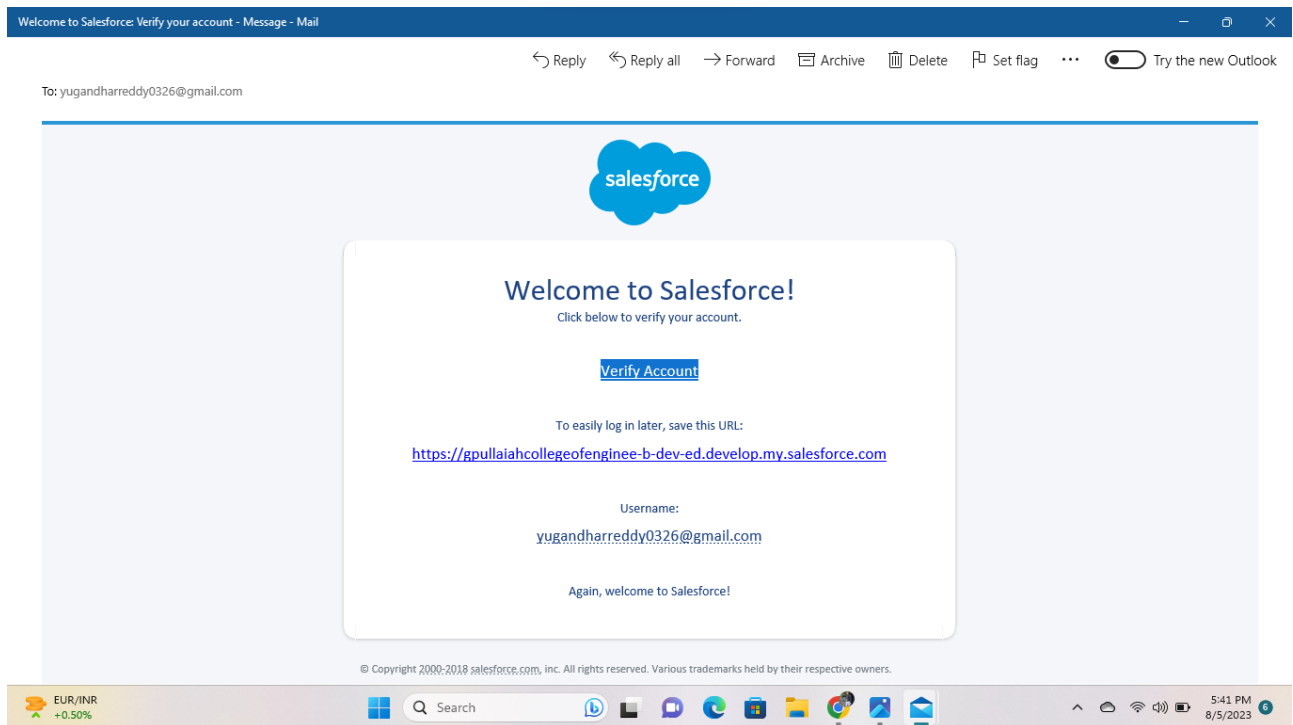 Welcome to Salesforce: Verify your account - Message - Mail
Reply Reply all Forward Archive Delete Set flag ... Try the new Outlook
To: yugandharreddy0326@gmail.com
salesforce
Welcome to Salesforce!
Click below to verify your account.
Verify Account
To easily log in later, save this URL:
https://gpullaiahcollegeofenginee-b-dev-ed.develop.my.salesforce.com
Username:
yugandharreddy0326@gmail.com
Again, welcome to Salesforce!
© Copyright 2000-2018 salesforce.com, inc. All rights reserved. Various trademarks held by their respective owners.
EUR/INR
+0.50%
Search
5:41 PM
8/5/2023
6